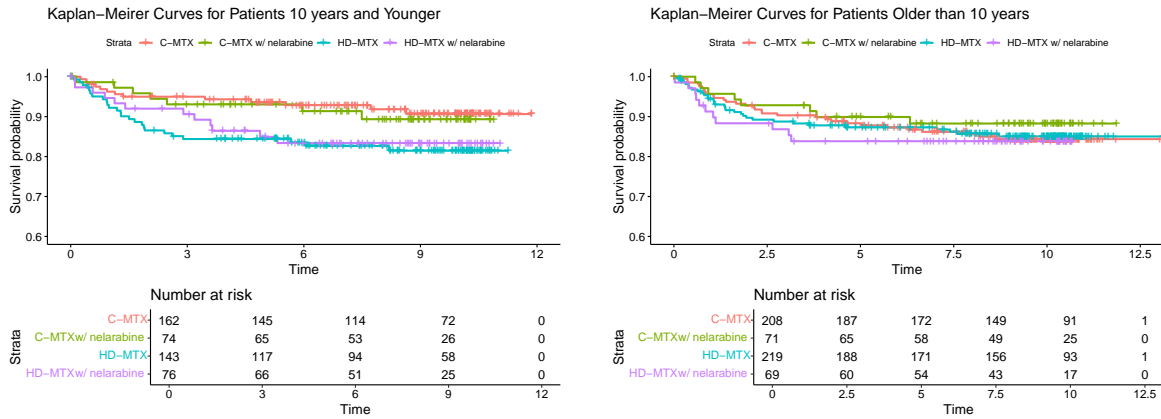 Kaplan−Meirer Curves for Patients 10 years and Younger
Strata C−MTX C−MTX w/ nelarabine HD−MTX HD−MTX w/ nelarabine
Survival probability
1.0
0.9
0.8
0.7
0.6
0 3 6 9 12
Time
Number at risk
Strata
C−MTX 162 145 114 72 0
C−MTXw/ nelarabine 74 65 53 26 0
HD−MTX 143 117 94 58 0
HD−MTXw/ nelarabine 76 66 51 25 0
0 3 6 9 12
Time
Kaplan−Meirer Curves for Patients Older than 10 years
Strata C−MTX C−MTX w/ nelarabine HD−MTX HD−MTX w/ nelarabine
Survival probability
1.0
0.9
0.8
0.7
0.6
0 2.5 5 7.5 10 12.5
Time
Number at risk
Strata
C−MTX 208 187 172 149 91 1
C−MTXw/ nelarabine 71 65 58 49 25 0
HD−MTX 219 188 171 156 93 1
HD−MTXw/ nelarabine 69 60 54 43 17 0
0 2.5 5 7.5 10 12.5
Time